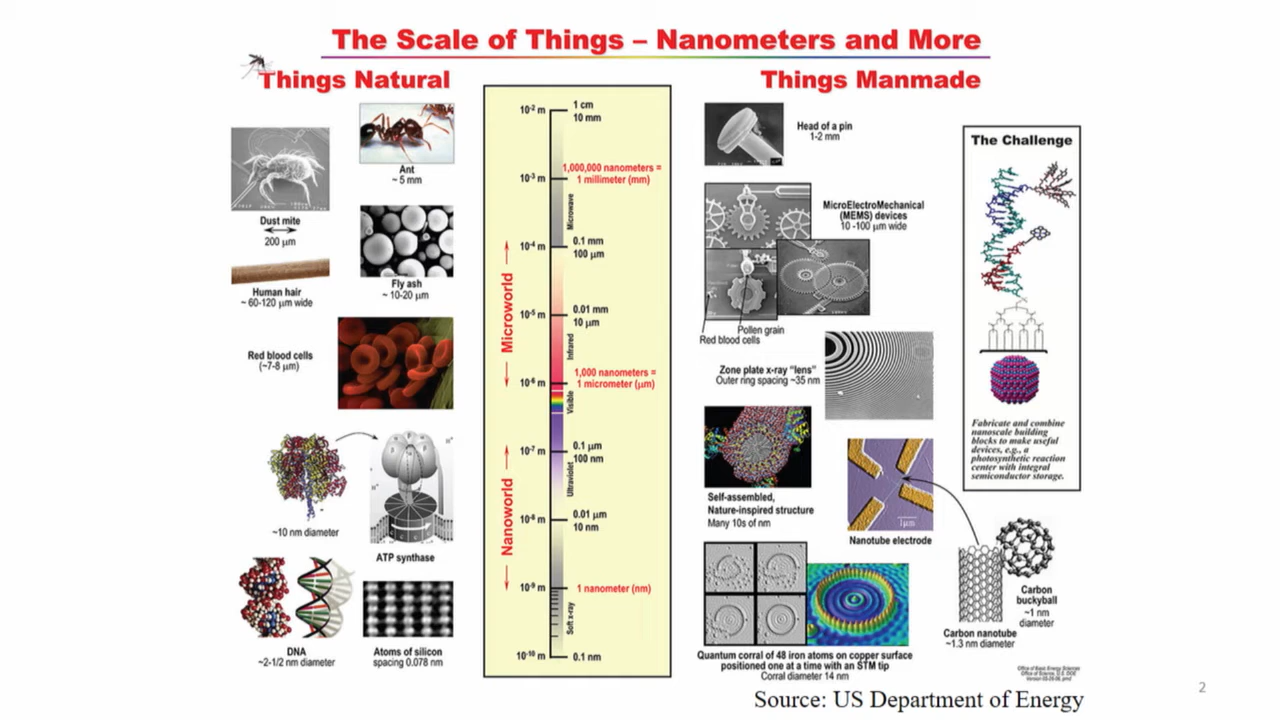 The Scale of Things – Nanometers and More
Things Natural
Ant
~ 5 mm
Dust mite
200 μm
Human hair
~ 60-120 μm wide
Fly ash
~ 10-20 μm
Red blood cells
(~7-8 μm)
~10 nm diameter
ATP synthase
DNA
~2-1/2 nm diameter
Atoms of silicon
spacing 0.078 nm
Microworld
Nanoworld
10⁻² m
1 cm
10 mm
1,000,000 nanometers =
10⁻³ m
1 millimeter (mm)
Microwave
10⁻⁴ m
0.1 mm
100 μm
10⁻⁵ m
0.01 mm
10 μm
Infrared
1,000 nanometers =
10⁻⁶ m
1 micrometer (μm)
Visible
10⁻⁷ m
0.1 μm
100 nm
Ultraviolet
10⁻⁸ m
0.01 μm
10 nm
10⁻⁹ m
1 nanometer (nm)
Soft x-ray
10⁻¹⁰ m
0.1 nm
Things Manmade
Head of a pin
1-2 mm
MicroElectroMechanical
(MEMS) devices
10 -100 μm wide
Pollen grain
Red blood cells
Zone plate x-ray “lens”
Outer ring spacing ~35 nm
Self-assembled,
Nature-inspired structure
Many 10s of nm
1μm
Nanotube electrode
Carbon
buckyball
~1 nm
diameter
Carbon nanotube
~1.3 nm diameter
Quantum corral of 48 iron atoms on copper surface
positioned one at a time with an STM tip
Corral diameter 14 nm
The Challenge
Fabricate and combine
nanoscale building
blocks to make useful
devices, e.g., a
photosynthetic reaction
center with integral
semiconductor storage.
Office of Basic Energy Sciences
Office of Science, U.S. DOE
Source: US Department of Energy
2